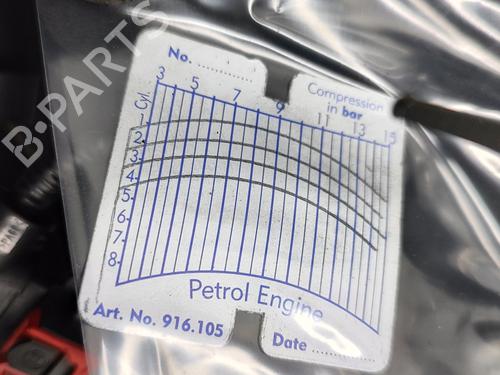 No. ............
Compression
in bar
3 5 7 9 11 13 15
Cyl.
1
2
3
4
5
6
7
8
Petrol Engine
Art. No. 916.105
Date ............
B-PARTS